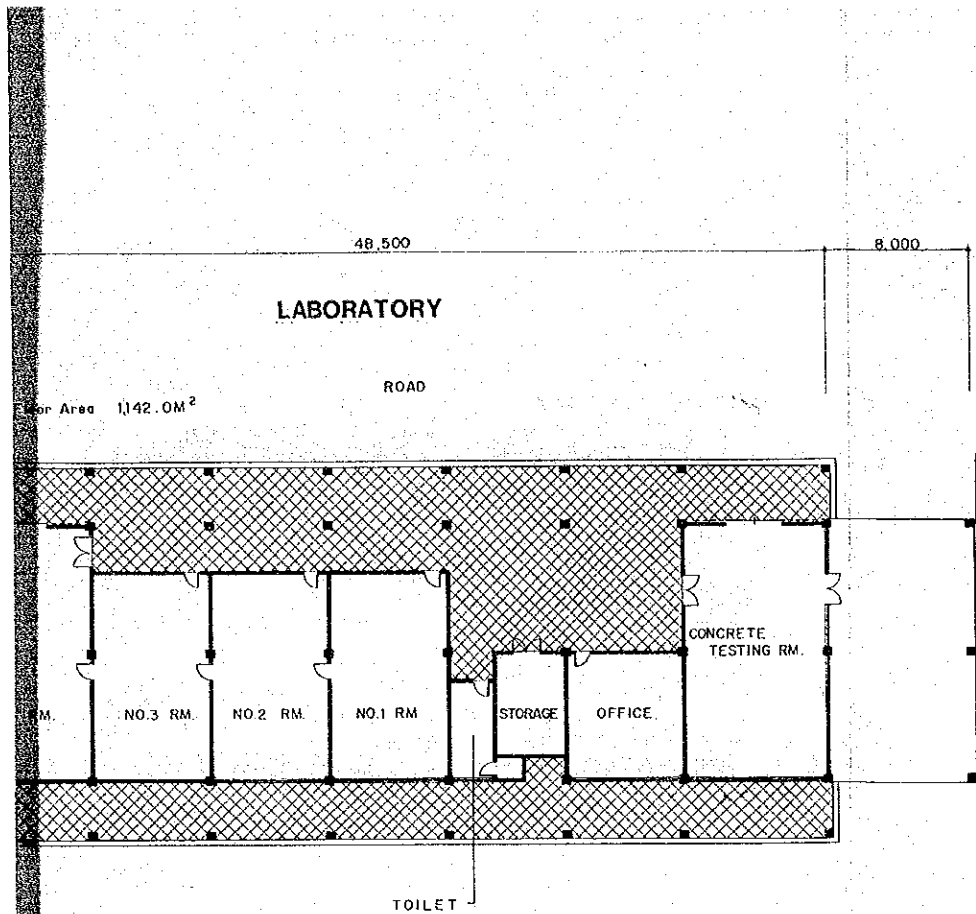 48,500
8,000
LABORATORY
ROAD
Floor Area 1,142.0M²
CONCRETE
TESTING RM.
RM.
NO.3 RM.
NO.2 RM.
NO.1 RM
STORAGE
OFFICE
TOILET